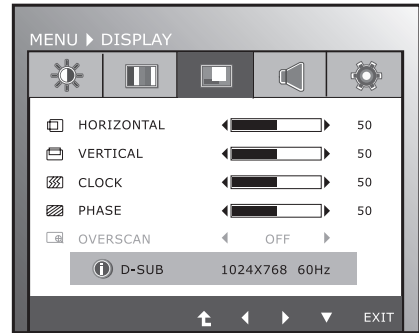 MENU DISPLAY
HORIZONTAL 50
VERTICAL 50
CLOCK 50
PHASE 50
OVERSCAN OFF
D-SUB 1024X768 60Hz
EXIT